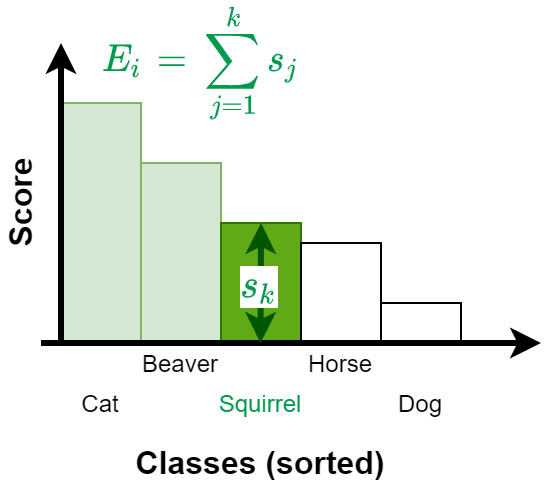 E_i = \sum_{j=1}^{k} s_j
Score
s_k
Beaver
Horse
Cat
Squirrel
Dog
Classes (sorted)